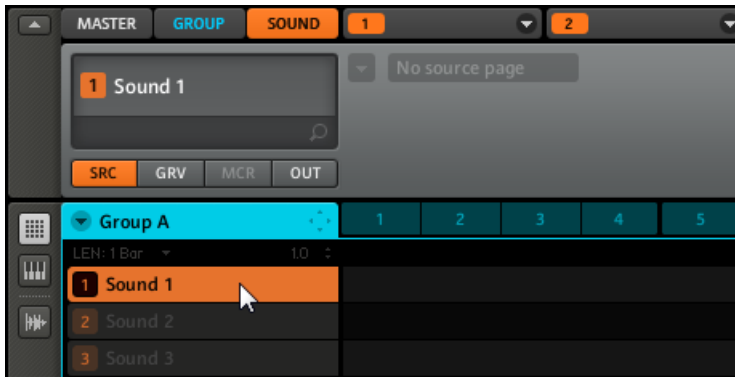 MASTER GROUP SOUND 1 2
1 Sound 1
No source page
SRC GRV MCR OUT
Group A 1 2 3 4 5
LEN: 1 Bar 1.0
1 Sound 1
2 Sound 2
3 Sound 3